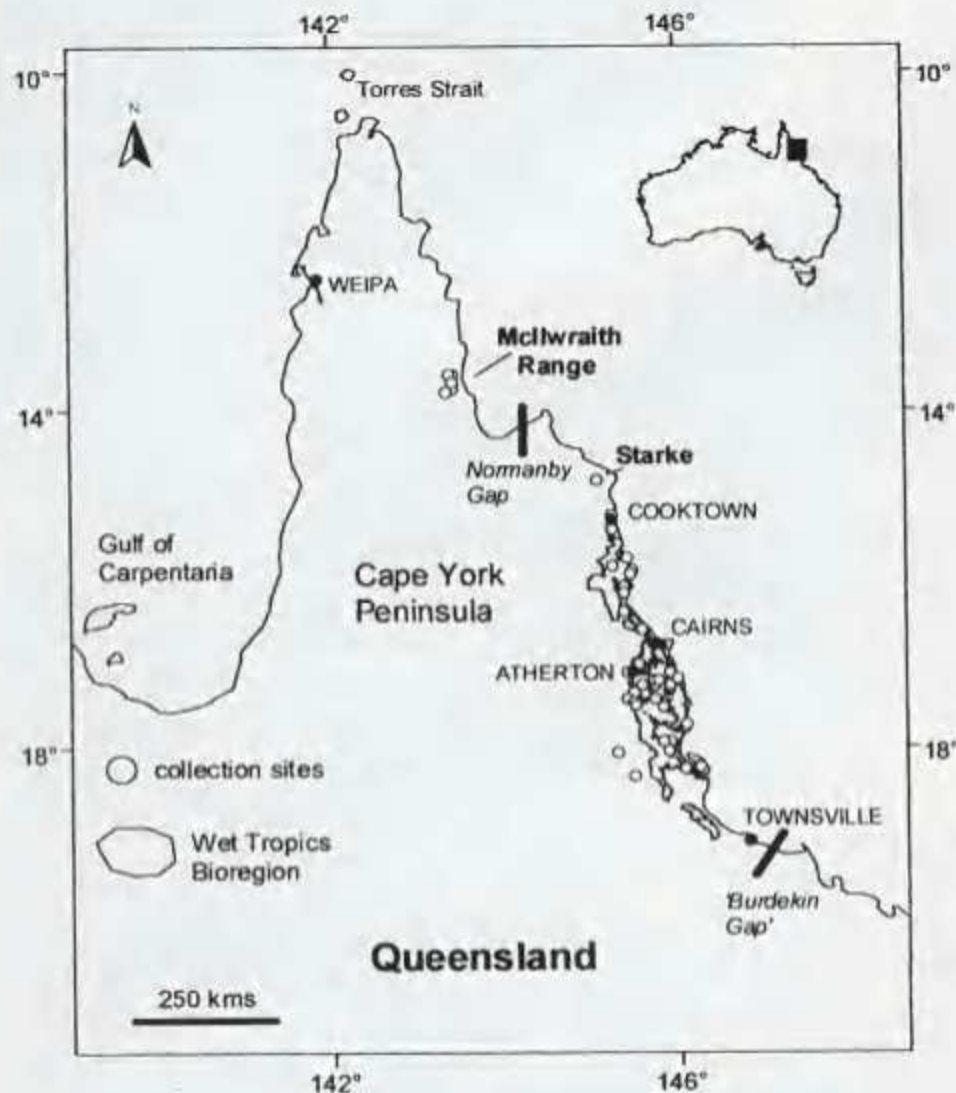 142°
146°
10°
10°
Torres Strait
N
WEIPA
McIlwraith
Range
14°
14°
Normanby
Gap
Starke
COOKTOWN
Gulf of
Carpentaria
Cape York
Peninsula
CAIRNS
ATHERTON
18°
18°
collection sites
TOWNSVILLE
Wet Tropics
Bioregion
'Burdekin
Gap'
Queensland
250 kms
142°
146°